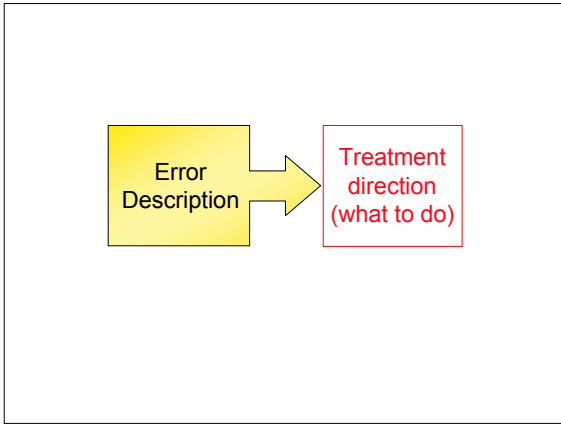 Error
Description
Treatment
direction
(what to do)